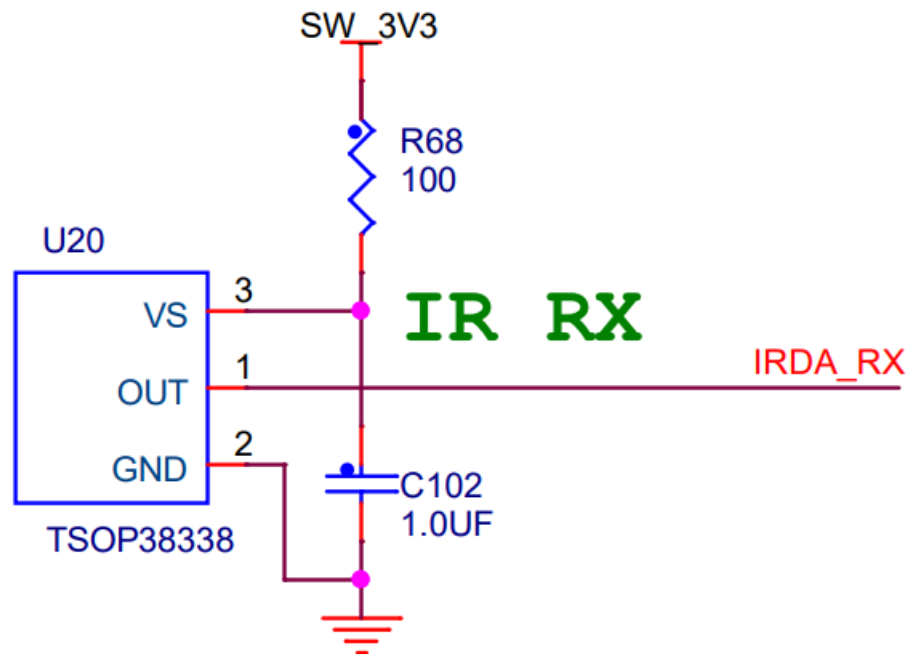 SW_3V3
R68
100
U20
3
VS
IR RX
1
IRDA_RX
OUT
2
GND
C102
1.0UF
TSOP38338